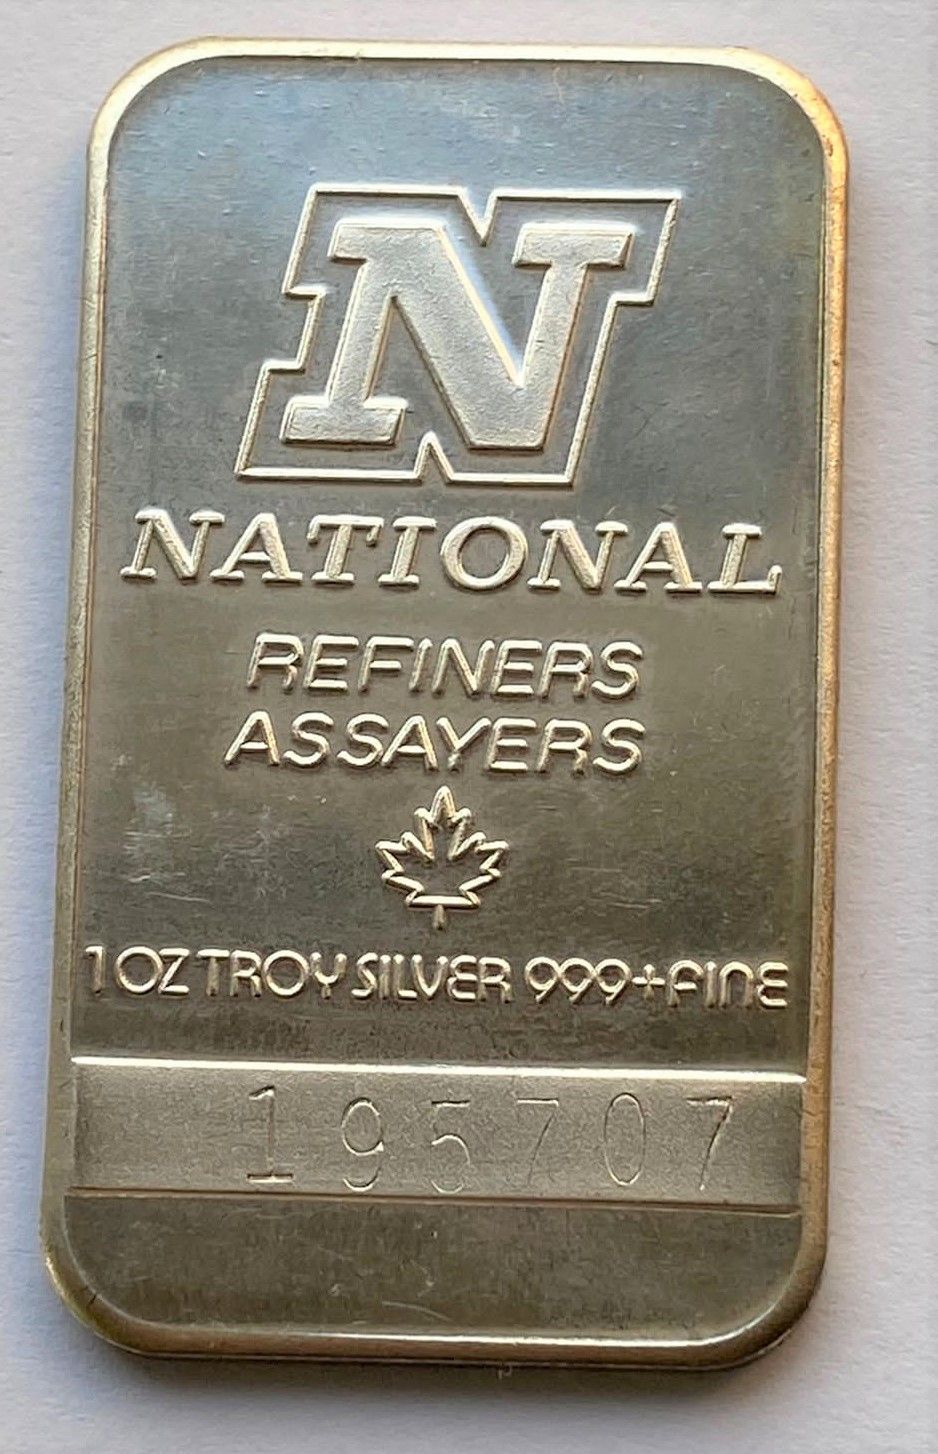 N
NATIONAL
REFINERS
ASSAYERS
1 OZ TROY SILVER 999+FINE
195707